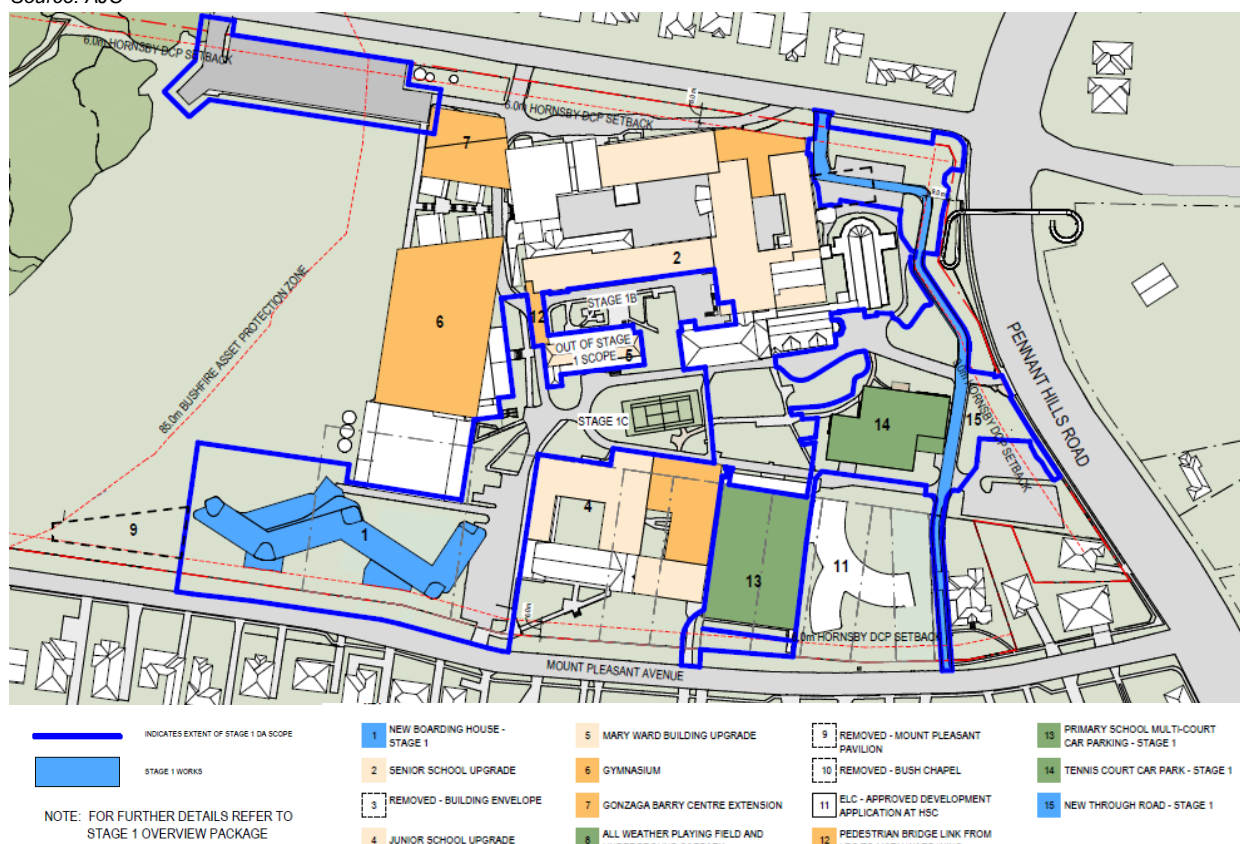 Source: AJC
6.0m HORNSBY DCP SETBACK
6.0m HORNSBY DCP SETBACK
6.0m
7
2
STAGE 1B
12
OUT OF STAGE
1 SCOPE
5
6
85.0m BUSHFIRE ASSET PROTECTION ZONE
PENNANT HILLS ROAD
HORNSBY DCP SETBACK
STAGE 1C
14
15
4
9
1
13
11
HORNSBY DCP SETBACK
MOUNT PLEASANT AVENUE
INDICATES EXTENT OF STAGE 1 DA SCOPE
STAGE 1 WORKS
NOTE: FOR FURTHER DETAILS REFER TO
STAGE 1 OVERVIEW PACKAGE
1 NEW BOARDING HOUSE -
STAGE 1
2 SENIOR SCHOOL UPGRADE
3 REMOVED - BUILDING ENVELOPE
4 JUNIOR SCHOOL UPGRADE
5 MARY WARD BUILDING UPGRADE
6 GYMNASIUM
7 GONZAGA BARRY CENTRE EXTENSION
8 ALL WEATHER PLAYING FIELD AND
9 REMOVED - MOUNT PLEASANT
PAVILION
10 REMOVED - BUSH CHAPEL
11 ELC - APPROVED DEVELOPMENT
APPLICATION AT HSC
12 PEDESTRIAN BRIDGE LINK FROM
13 PRIMARY SCHOOL MULTI-COURT
CAR PARKING - STAGE 1
14 TENNIS COURT CAR PARK - STAGE 1
15 NEW THROUGH ROAD - STAGE 1